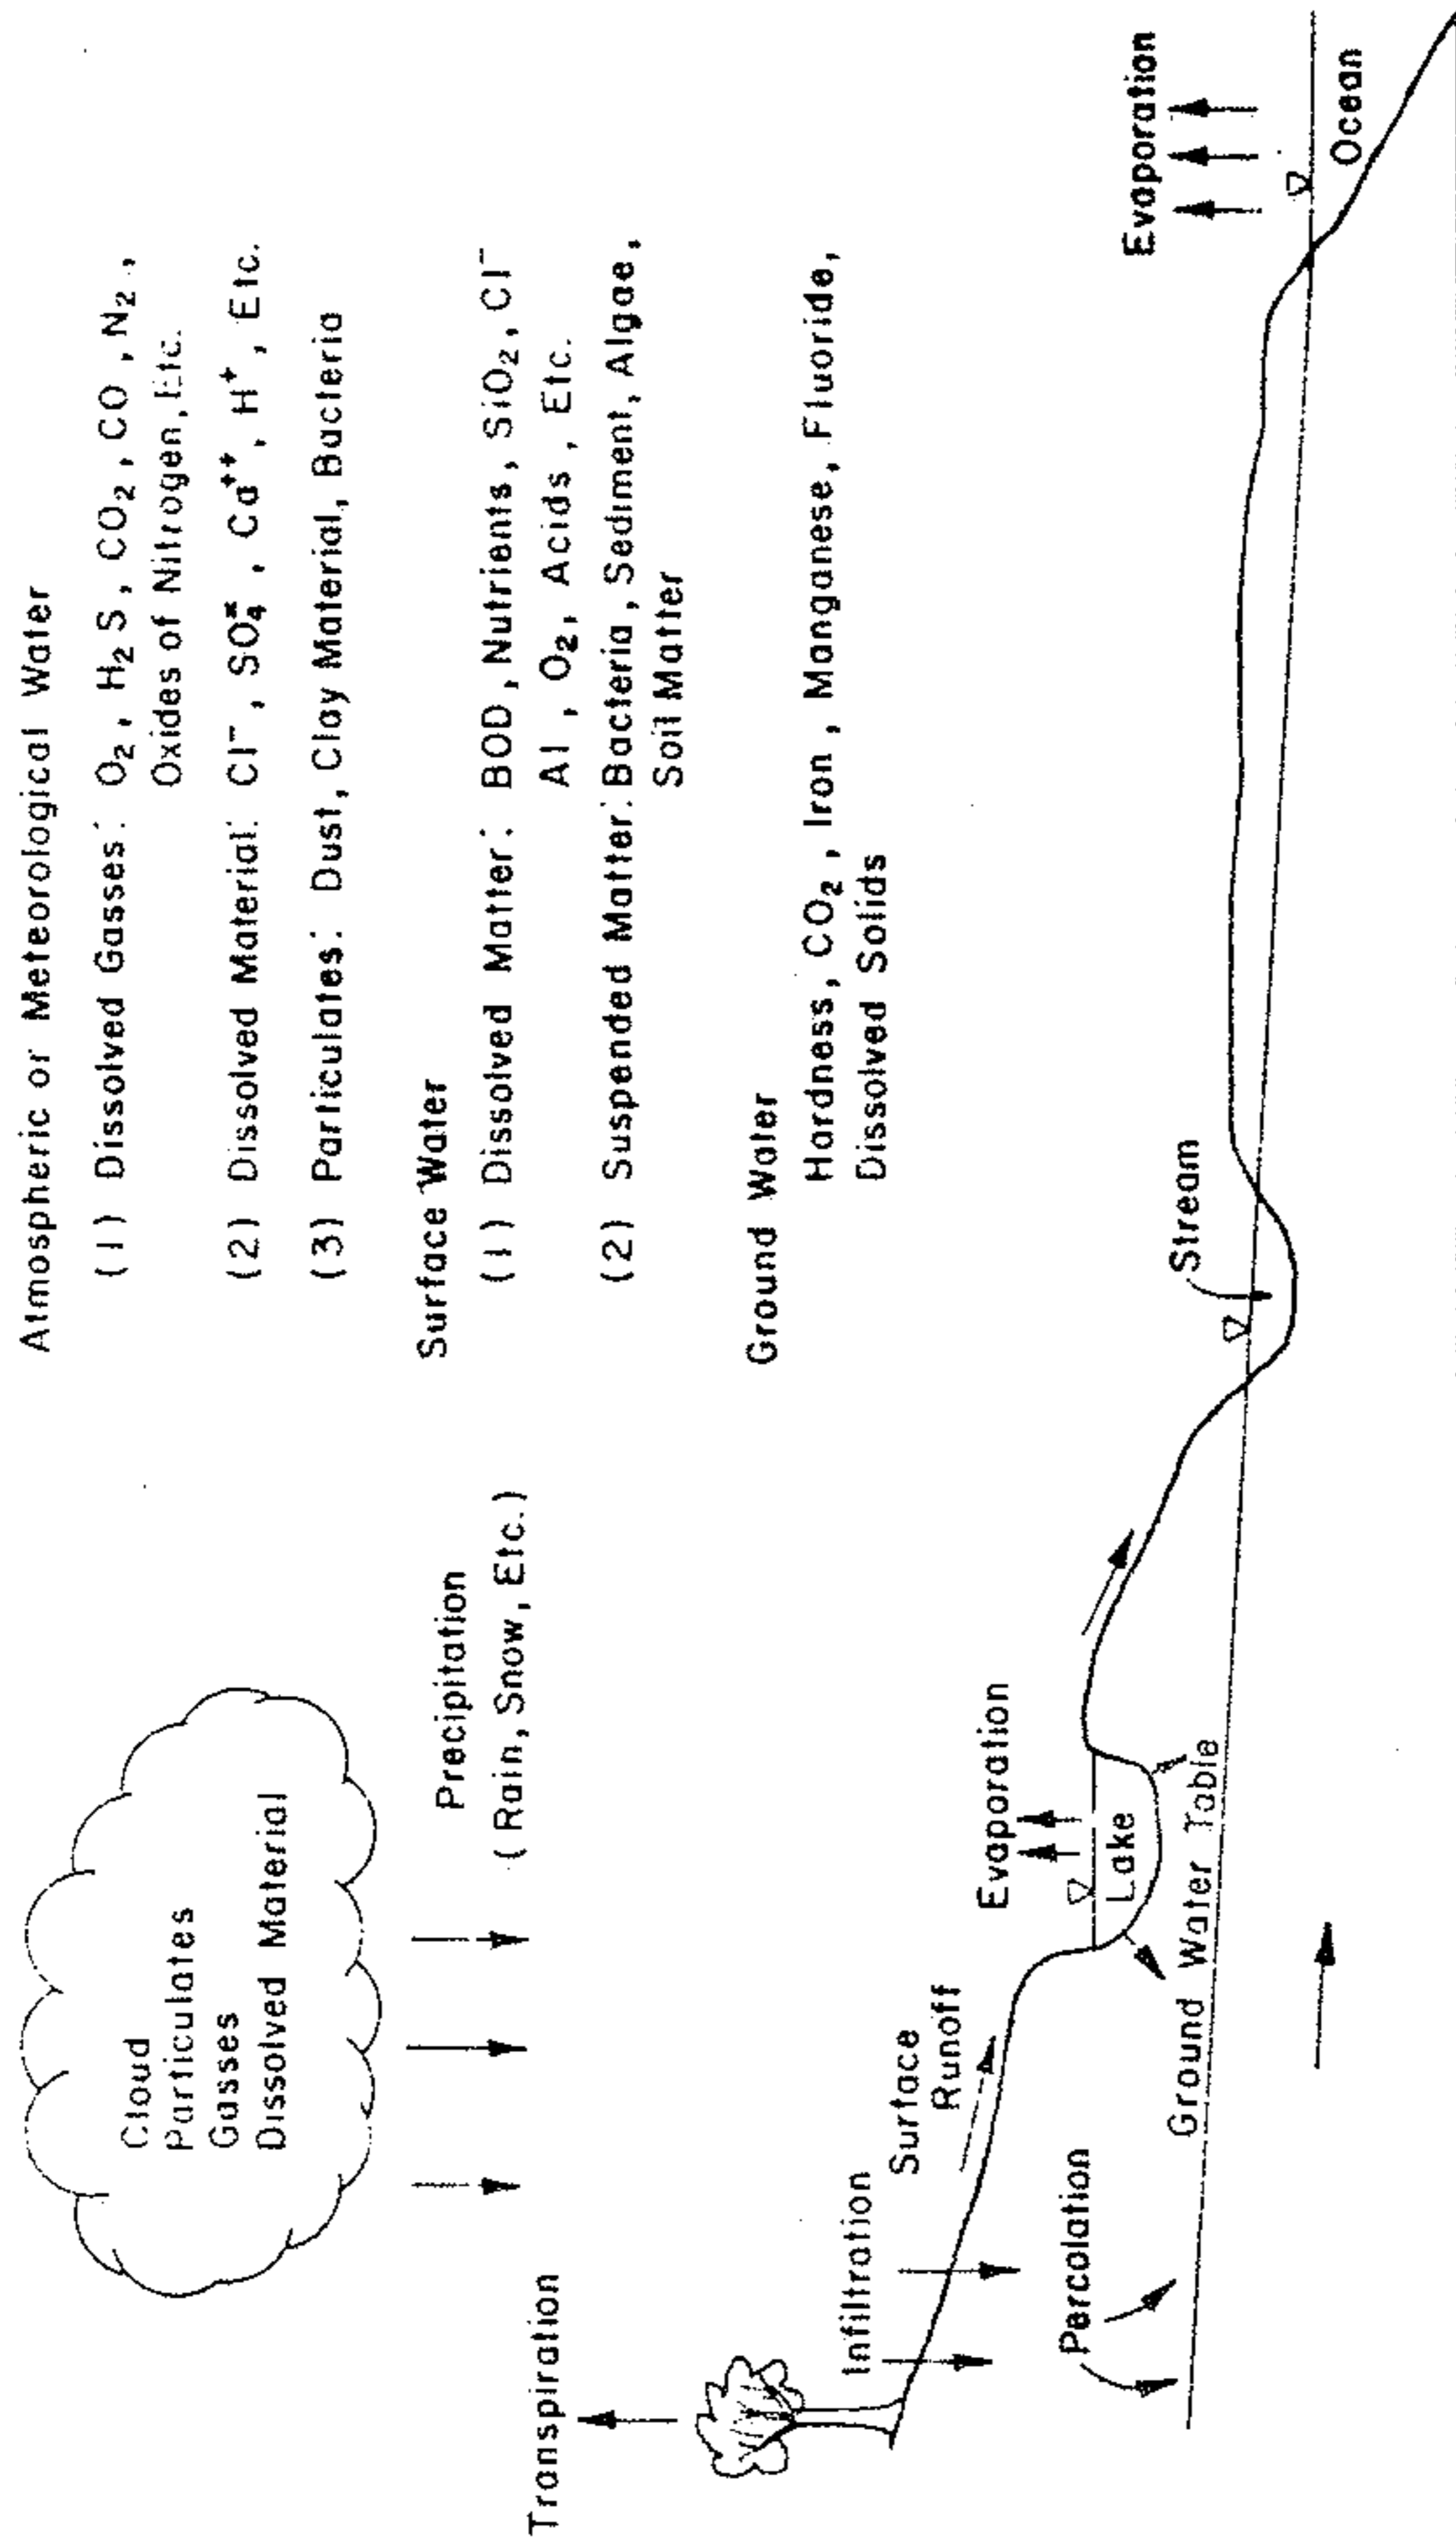 Atmospheric or Meteorological Water
(1) Dissolved Gasses: O₂, H₂S, CO₂, CO, N₂,
Oxides of Nitrogen, Etc.
(2) Dissolved Material: Cl⁻, SO₄⁼, Ca⁺⁺, H⁺, Etc.
(3) Particulates: Dust, Clay Material, Bacteria
Surface Water
(1) Dissolved Matter: BOD, Nutrients, SiO₂, Cl⁻
Al, O₂, Acids, Etc.
(2) Suspended Matter: Bacteria, Sediment, Algae,
Soil Matter
Ground Water
Hardness, CO₂, Iron, Manganese, Fluoride,
Dissolved Solids
Cloud
Particulates
Gasses
Dissolved Material
Precipitation
(Rain, Snow, Etc.)
Transpiration
Infiltration
Surface
Runoff
Percolation
Evaporation
Lake
Ground Water Table
Stream
Evaporation
Ocean